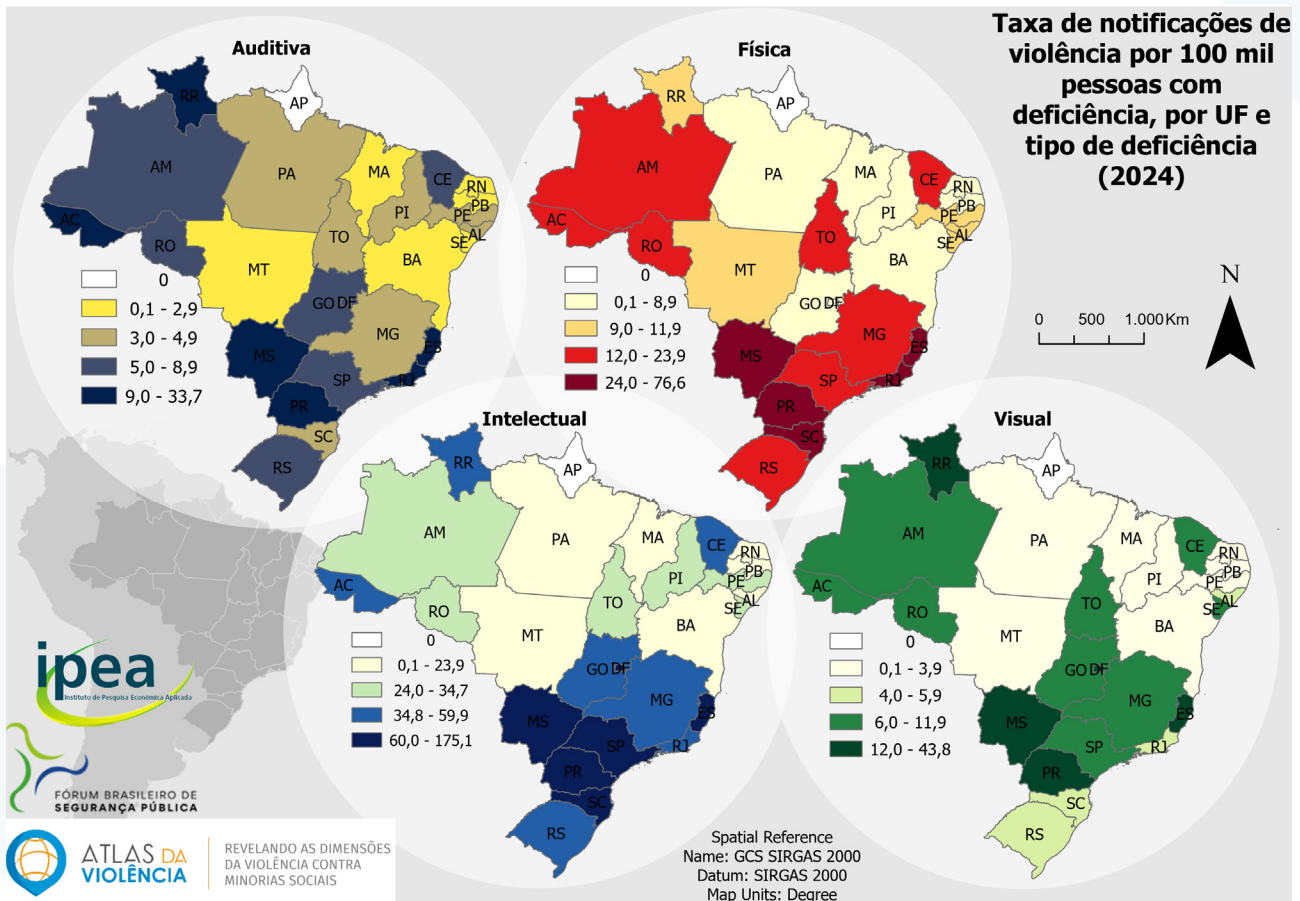 Taxa de notificações de
violência por 100 mil
pessoas com
deficiência, por UF e
tipo de deficiência
(2024)
Auditiva
RR
AP
AM
PA
MA
CE
RN
PB
PE
PI
AL
SE
AC
RO
TO
BA
MT
GO DF
MG
ES
MS
SP
RJ
PR
SC
RS
0
0,1 - 2,9
3,0 - 4,9
5,0 - 8,9
9,0 - 33,7
Física
RR
AP
AM
PA
MA
CE
RN
PB
PE
PI
AL
SE
AC
RO
TO
BA
MT
GO DF
MG
ES
MS
SP
RJ
PR
SC
RS
0
0,1 - 8,9
9,0 - 11,9
12,0 - 23,9
24,0 - 76,6
N
0 500 1.000 Km
Intelectual
RR
AP
AM
PA
MA
CE
RN
PB
PE
PI
AL
SE
AC
RO
TO
BA
MT
GO DF
MG
ES
MS
SP
RJ
PR
SC
RS
0
0,1 - 23,9
24,0 - 34,7
34,8 - 59,9
60,0 - 175,1
Visual
RR
AP
AM
PA
MA
CE
RN
PB
PE
PI
AL
SE
AC
RO
TO
BA
MT
GO DF
MG
ES
MS
SP
RJ
PR
SC
RS
0
0,1 - 3,9
4,0 - 5,9
6,0 - 11,9
12,0 - 43,8
ipea
Instituto de Pesquisa Econômica Aplicada
FÓRUM BRASILEIRO DE
SEGURANÇA PÚBLICA
ATLAS DA
VIOLÊNCIA
REVELANDO AS DIMENSÕES
DA VIOLÊNCIA CONTRA
MINORIAS SOCIAIS
Spatial Reference
Name: GCS SIRGAS 2000
Datum: SIRGAS 2000
Map Units: Degree